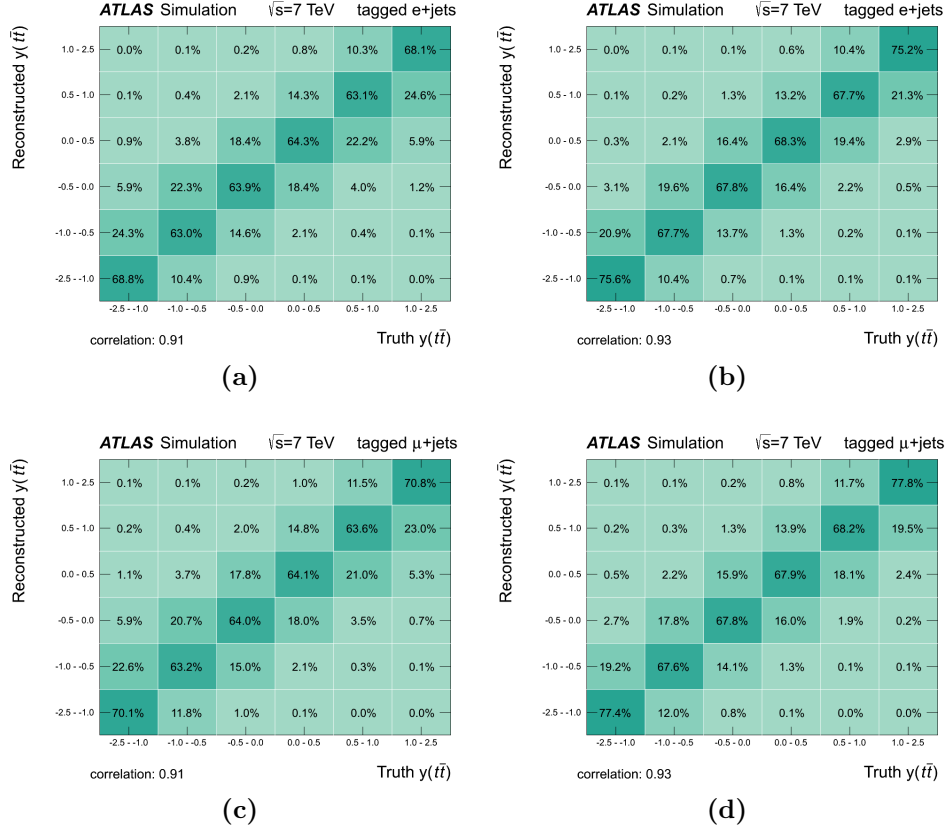 ATLAS Simulation √s=7 TeV tagged e+jets
Reconstructed y(tt̄)
1.0 - 2.5 0.0% 0.1% 0.2% 0.8% 10.3% 68.1%
0.5 - 1.0 0.1% 0.4% 2.1% 14.3% 63.1% 24.6%
0.0 - 0.5 0.9% 3.8% 18.4% 64.3% 22.2% 5.9%
-0.5 - 0.0 5.9% 22.3% 63.9% 18.4% 4.0% 1.2%
-1.0 - -0.5 24.3% 63.0% 14.6% 2.1% 0.4% 0.1%
-2.5 - -1.0 68.8% 10.4% 0.9% 0.1% 0.1% 0.0%
-2.5 - -1.0 -1.0 - -0.5 -0.5 - 0.0 0.0 - 0.5 0.5 - 1.0 1.0 - 2.5
correlation: 0.91 Truth y(tt̄)
(a)
ATLAS Simulation √s=7 TeV tagged e+jets
Reconstructed y(tt̄)
1.0 - 2.5 0.0% 0.1% 0.1% 0.6% 10.4% 75.2%
0.5 - 1.0 0.1% 0.2% 1.3% 13.2% 67.7% 21.3%
0.0 - 0.5 0.3% 2.1% 16.4% 68.3% 19.4% 2.9%
-0.5 - 0.0 3.1% 19.6% 67.8% 16.4% 2.2% 0.5%
-1.0 - -0.5 20.9% 67.7% 13.7% 1.3% 0.2% 0.1%
-2.5 - -1.0 75.6% 10.4% 0.7% 0.1% 0.1% 0.1%
-2.5 - -1.0 -1.0 - -0.5 -0.5 - 0.0 0.0 - 0.5 0.5 - 1.0 1.0 - 2.5
correlation: 0.93 Truth y(tt̄)
(b)
ATLAS Simulation √s=7 TeV tagged μ+jets
Reconstructed y(tt̄)
1.0 - 2.5 0.1% 0.1% 0.2% 1.0% 11.5% 70.8%
0.5 - 1.0 0.2% 0.4% 2.0% 14.8% 63.6% 23.0%
0.0 - 0.5 1.1% 3.7% 17.8% 64.1% 21.0% 5.3%
-0.5 - 0.0 5.9% 20.7% 64.0% 18.0% 3.5% 0.7%
-1.0 - -0.5 22.6% 63.2% 15.0% 2.1% 0.3% 0.1%
-2.5 - -1.0 70.1% 11.8% 1.0% 0.1% 0.0% 0.0%
-2.5 - -1.0 -1.0 - -0.5 -0.5 - 0.0 0.0 - 0.5 0.5 - 1.0 1.0 - 2.5
correlation: 0.91 Truth y(tt̄)
(c)
ATLAS Simulation √s=7 TeV tagged μ+jets
Reconstructed y(tt̄)
1.0 - 2.5 0.1% 0.1% 0.2% 0.8% 11.7% 77.8%
0.5 - 1.0 0.2% 0.3% 1.3% 13.9% 68.2% 19.5%
0.0 - 0.5 0.5% 2.2% 15.9% 67.9% 18.1% 2.4%
-0.5 - 0.0 2.7% 17.8% 67.8% 16.0% 1.9% 0.2%
-1.0 - -0.5 19.2% 67.6% 14.1% 1.3% 0.1% 0.1%
-2.5 - -1.0 77.4% 12.0% 0.8% 0.1% 0.0% 0.0%
-2.5 - -1.0 -1.0 - -0.5 -0.5 - 0.0 0.0 - 0.5 0.5 - 1.0 1.0 - 2.5
correlation: 0.93 Truth y(tt̄)
(d)